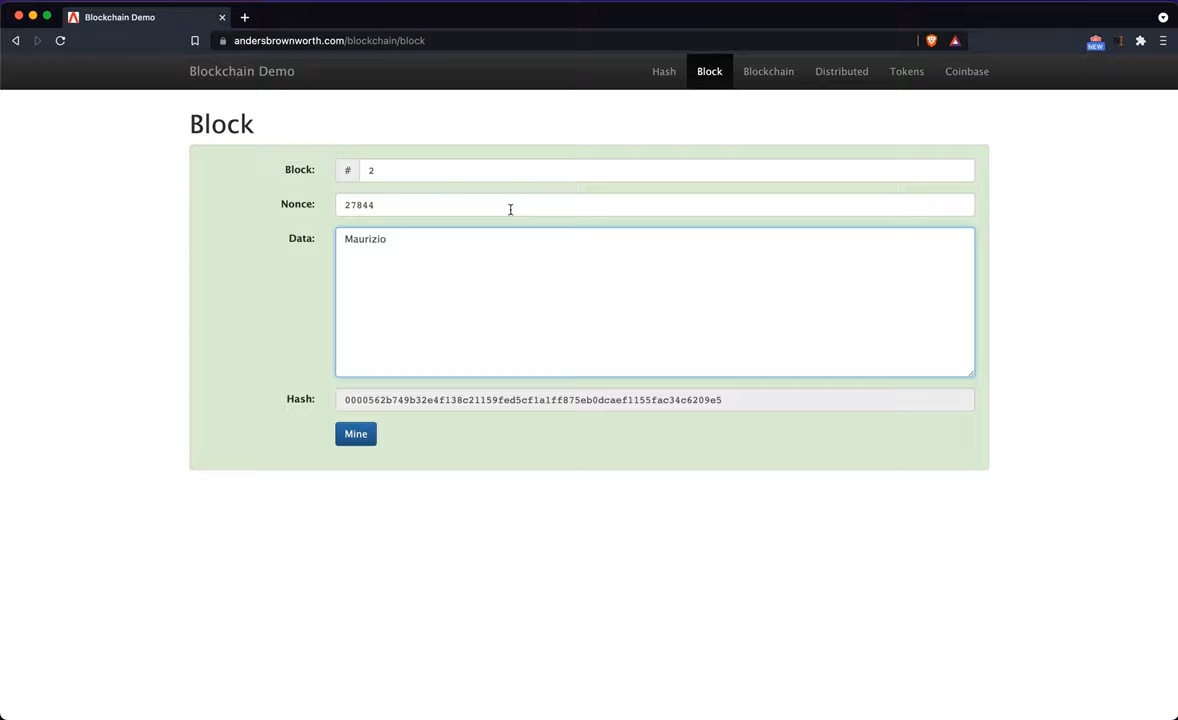 Blockchain Demo
andersbrownworth.com/blockchain/block
NEW
Blockchain Demo
Hash
Block
Blockchain
Distributed
Tokens
Coinbase
Block
Block:
# 2
Nonce:
27844
Data:
Maurizio
Hash:
0000562b749b32e4f138c21159fed5cf1a1ff875eb0dcaef1155fac34c6209e5
Mine